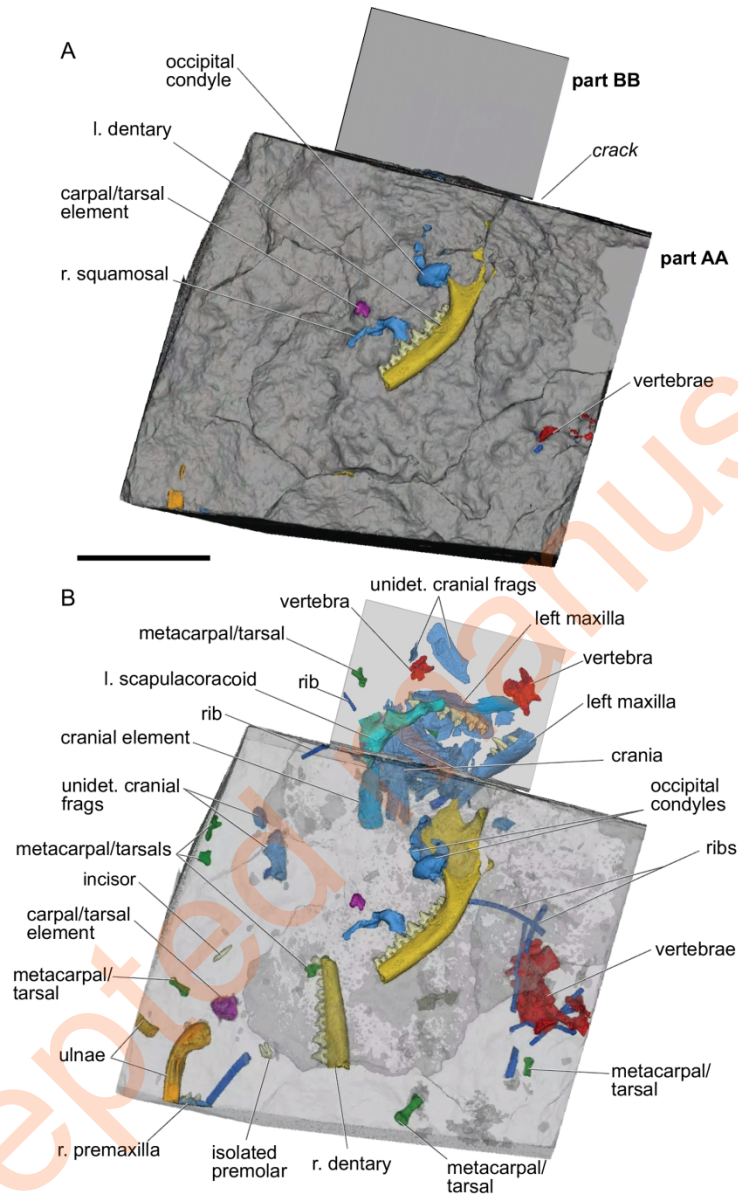 A
occipital
condyle
part BB
l. dentary
crack
carpal/tarsal
element
part AA
r. squamosal
vertebrae
B
unidet. cranial frags
vertebra
left maxilla
metacarpal/tarsal
vertebra
l. scapulacoracoid
rib
left maxilla
rib
cranial element
crania
unidet. cranial
frags
occipital
condyles
metacarpal/tarsals
ribs
incisor
carpal/tarsal
element
vertebrae
metacarpal/
tarsal
ulnae
metacarpal/
tarsal
r. premaxilla
isolated
premolar
r. dentary
metacarpal/
tarsal